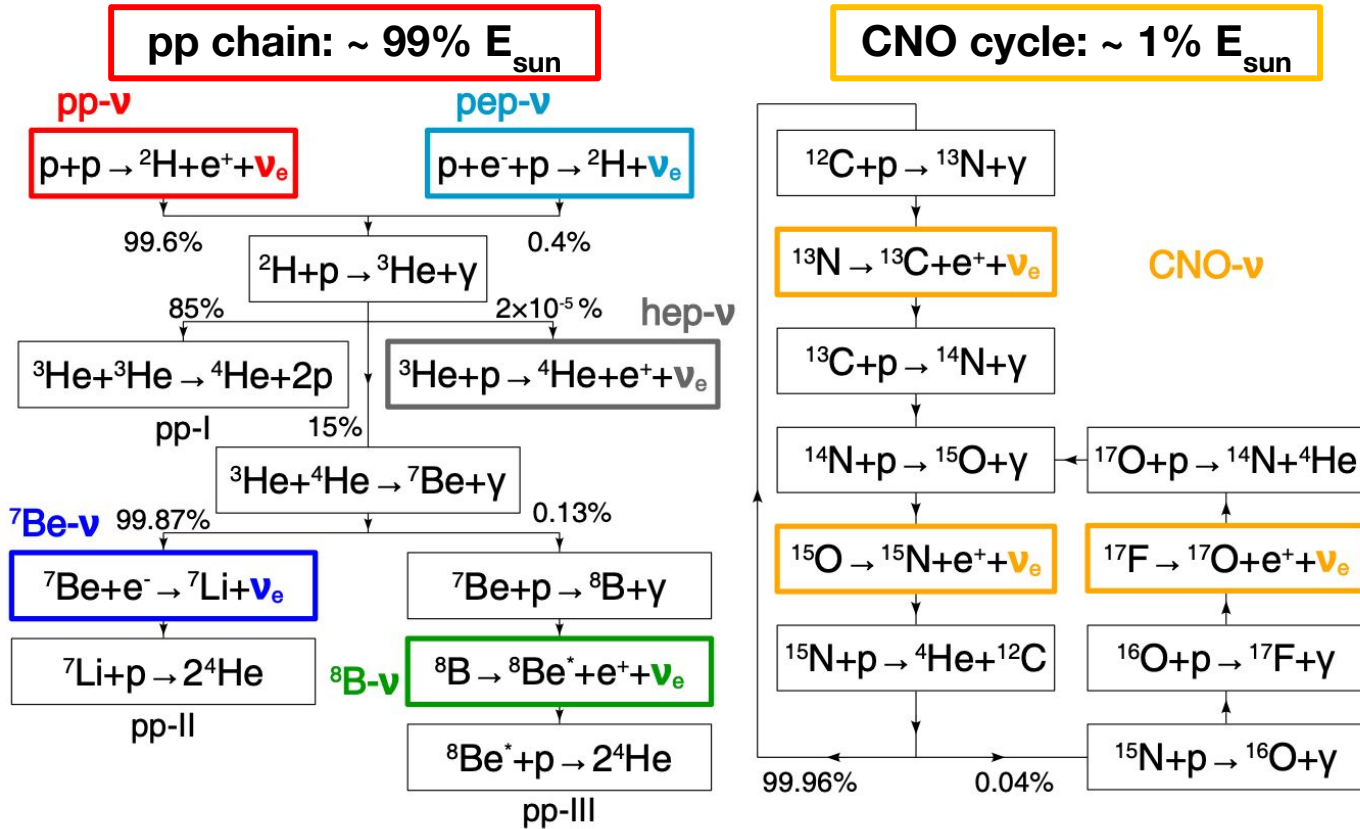 pp chain: ~ 99% E_sun
pp-ν
pep-ν
p+p → ²H+e⁺+νₑ
p+e⁻+p → ²H+νₑ
99.6%
0.4%
²H+p → ³He+γ
85%
2×10⁻⁵ %
hep-ν
³He+³He → ⁴He+2p
³He+p → ⁴He+e⁺+νₑ
pp-I
15%
³He+⁴He → ⁷Be+γ
⁷Be-ν
99.87%
0.13%
⁷Be+e⁻ → ⁷Li+νₑ
⁷Be+p → ⁸B+γ
⁷Li+p → 2⁴He
⁸B-ν
⁸B → ⁸Be*+e⁺+νₑ
pp-II
⁸Be*+p → 2⁴He
pp-III
CNO cycle: ~ 1% E_sun
¹²C+p → ¹³N+γ
¹³N → ¹³C+e⁺+νₑ
CNO-ν
¹³C+p → ¹⁴N+γ
¹⁴N+p → ¹⁵O+γ
¹⁷O+p → ¹⁴N+⁴He
¹⁵O → ¹⁵N+e⁺+νₑ
¹⁷F → ¹⁷O+e⁺+νₑ
¹⁵N+p → ⁴He+¹²C
¹⁶O+p → ¹⁷F+γ
¹⁵N+p → ¹⁶O+γ
99.96%
0.04%